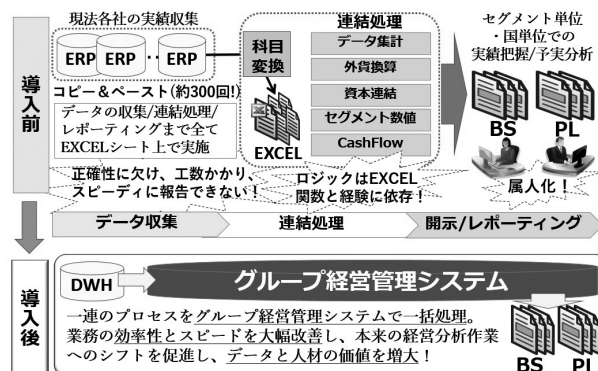 現法各社の実績収集
ERP
ERP
・・
ERP
コピー＆ペースト(約300回!)
データの収集/連結処理/
レポーティングまで全て
EXCELシート上で実施
正確性に欠け、工数かかり、
スピーディに報告できない！
科目
変換
EXCEL
連結処理
データ集計
外貨換算
資本連結
セグメント数値
CashFlow
ロジックはEXCEL
関数と経験に依存！
セグメント単位
・国単位での
実績把握/予実分析
BS
PL
属人化！
導入前
データ収集
連結処理
開示/レポーティング
導入後
DWH
グループ経営管理システム
一連のプロセスをグループ経営管理システムで一括処理。
業務の効率性とスピードを大幅改善し、本来の経営分析作業
へのシフトを促進し、データと人材の価値を増大！
BS
PL